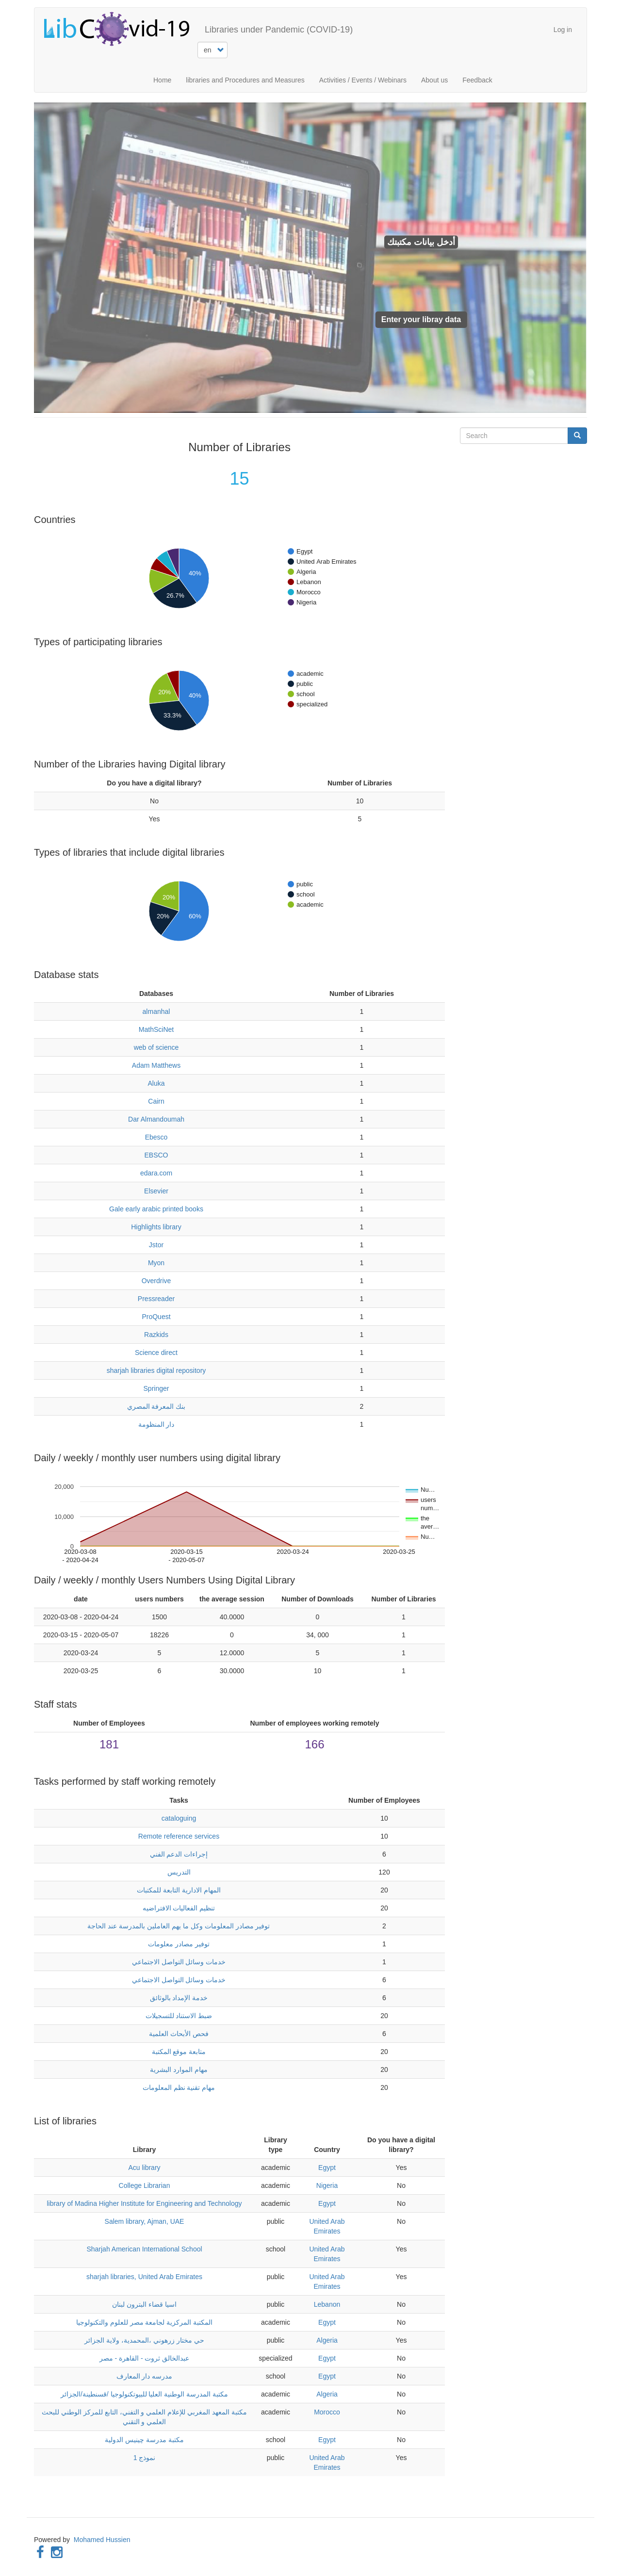 LibCovid-19
Libraries under Pandemic (COVID-19)
Log in
en
Home
libraries and Procedures and Measures
Activities / Events / Webinars
About us
Feedback
أدخل بيانات مكتبتك
Enter your libray data
Search
Number of Libraries
15
Countries
40%
26.7%
Egypt
United Arab Emirates
Algeria
Lebanon
Morocco
Nigeria
Types of participating libraries
40%
33.3%
20%
academic
public
school
specialized
Number of the Libraries having Digital library
Do you have a digital library? Number of Libraries
No 10
Yes 5
Types of libraries that include digital libraries
60%
20%
20%
public
school
academic
Database stats
Databases Number of Libraries
almanhal 1
MathSciNet 1
web of science 1
Adam Matthews 1
Aluka 1
Cairn 1
Dar Almandoumah 1
Ebesco 1
EBSCO 1
edara.com 1
Elsevier 1
Gale early arabic printed books 1
Highlights library 1
Jstor 1
Myon 1
Overdrive 1
Pressreader 1
ProQuest 1
Razkids 1
Science direct 1
sharjah libraries digital repository 1
Springer 1
بنك المعرفة المصري 2
دار المنظومة 1
Daily / weekly / monthly user numbers using digital library
20,000
10,000
0
2020-03-08
- 2020-04-24
2020-03-15
- 2020-05-07
2020-03-24
2020-03-25
Nu…
users
num…
the
aver…
Nu…
Daily / weekly / monthly Users Numbers Using Digital Library
date users numbers the average session Number of Downloads Number of Libraries
2020-03-08 - 2020-04-24 1500 40.0000 0 1
2020-03-15 - 2020-05-07 18226 0 34, 000 1
2020-03-24 5 12.0000 5 1
2020-03-25 6 30.0000 10 1
Staff stats
Number of Employees Number of employees working remotely
181 166
Tasks performed by staff working remotely
Tasks Number of Employees
cataloguing 10
Remote reference services 10
إجراءات الدعم الفني 6
التدريس 120
المهام الادارية التابعة للمكتبات 20
تنظيم الفعاليات الافتراضيه 20
توفير مصادر المعلومات وكل ما يهم العاملين بالمدرسة عند الحاجة 2
توفير مصادر معلومات 1
خدمات وسائل التواصل الاجتماعي 1
خدمات وسائل التواصل الاجتماعي 6
خدمة الإمداد بالوثائق 6
ضبط الاستناد للتسجيلات 20
فحص الأبحاث العلمية 6
متابعة موقع المكتبة 20
مهام الموارد البشرية 20
مهام تقنية نظم المعلومات 20
List of libraries
Library Library type Country Do you have a digital library?
Acu library academic Egypt Yes
College Librarian academic Nigeria No
library of Madina Higher Institute for Engineering and Technology academic Egypt No
Salem library, Ajman, UAE public United Arab Emirates No
Sharjah American International School school United Arab Emirates Yes
sharjah libraries, United Arab Emirates public United Arab Emirates Yes
اسيا قضاء البترون لبنان public Lebanon No
المكتبة المركزية لجامعة مصر للعلوم والتكنولوجيا academic Egypt No
حي مختار زرهوني ،المحمدية، ولاية الجزائر public Algeria Yes
عبدالخالق ثروت - القاهرة - مصر specialized Egypt No
مدرسه دار المعارف school Egypt No
مكتبة المدرسة الوطنية العليا للبيوتكنولوجيا /قسنطينة/الجزائر academic Algeria No
مكتبة المعهد المغربي للإعلام العلمي و التقني، التابع للمركز الوطني للبحث العلمي و التقني academic Morocco No
مكتبة مدرسة چينيس الدولية school Egypt No
نموذج 1 public United Arab Emirates Yes
Powered by Mohamed Hussien